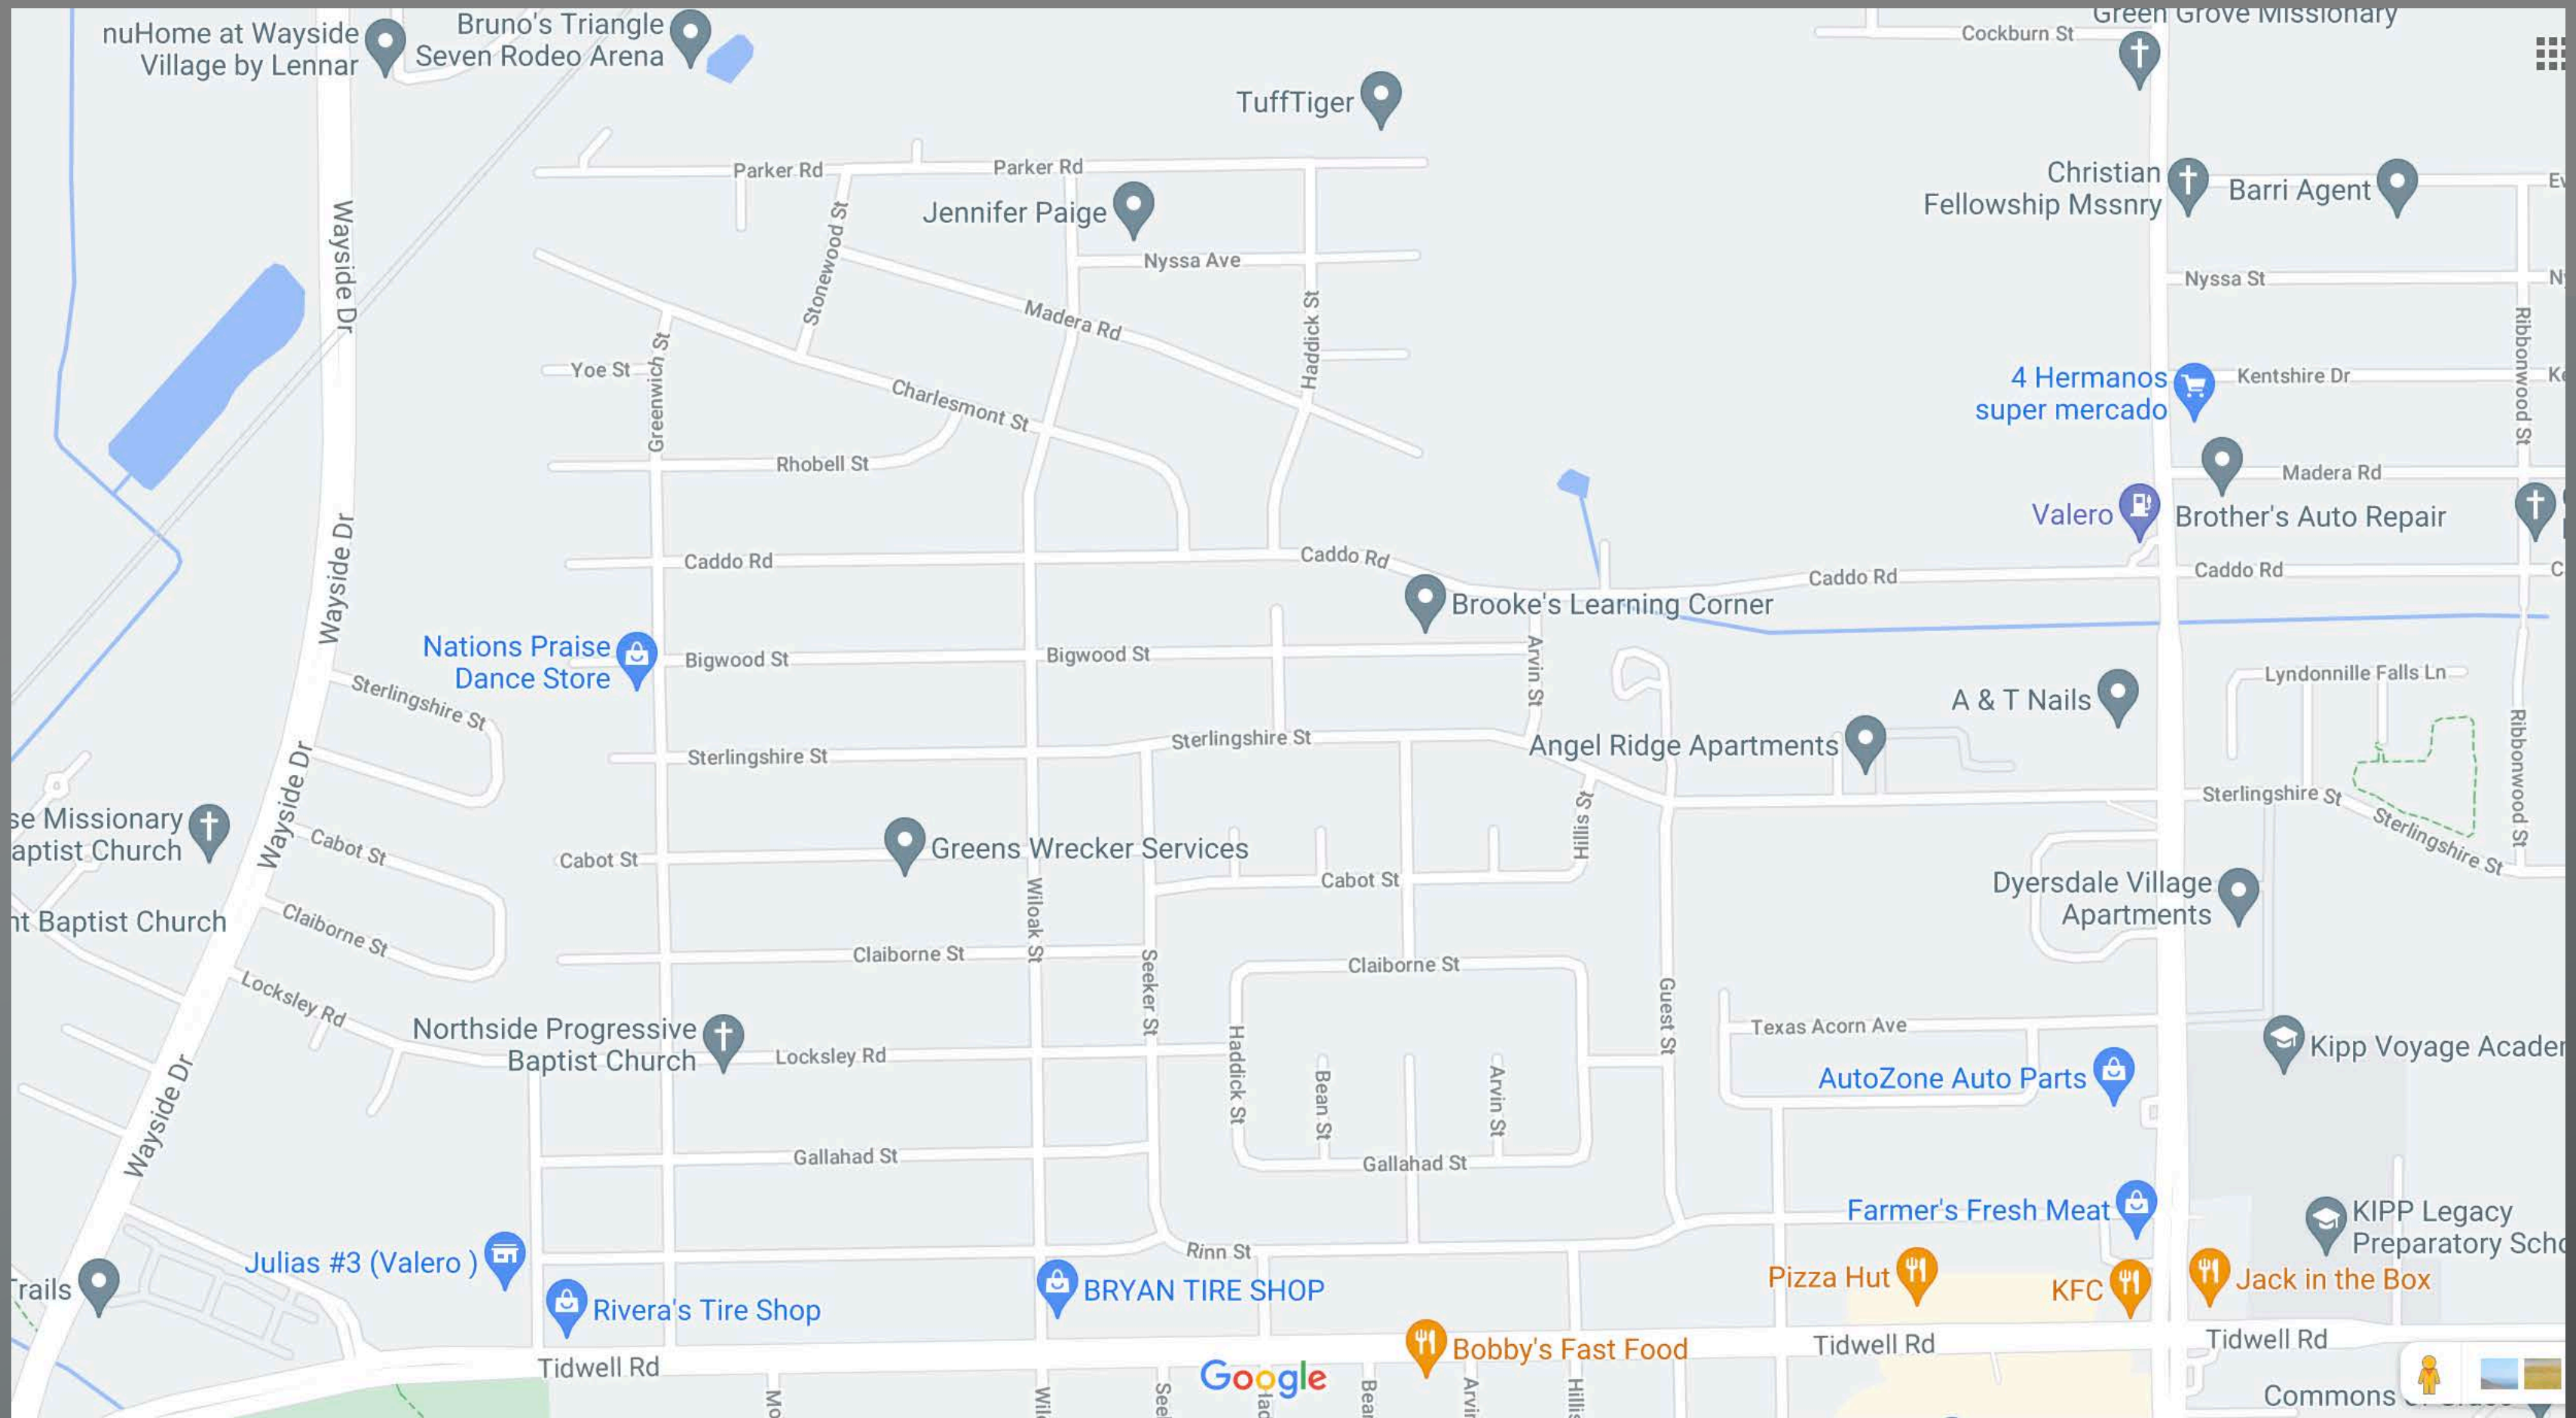 nuHome at Wayside
Village by Lennar
Bruno's Triangle
Seven Rodeo Arena
Green Grove Missionary
Cockburn St
TuffTiger
Parker Rd
Parker Rd
Christian
Fellowship Mssnry
Barri Agent
Jennifer Paige
Wayside Dr
Stonewood St
Nyssa Ave
Nyssa St
Madera Rd
Haddick St
Ribbonwood St
Greenwich St
Yoe St
Charlesmont St
4 Hermanos
super mercado
Kentshire Dr
Rhobell St
Madera Rd
Valero
Brother's Auto Repair
Wayside Dr
Caddo Rd
Caddo Rd
Caddo Rd
Caddo Rd
Brooke's Learning Corner
Nations Praise
Dance Store
Bigwood St
Bigwood St
Arvin St
Lyndonnille Falls Ln
Sterlingshire St
A & T Nails
Ribbonwood St
Sterlingshire St
Sterlingshire St
Angel Ridge Apartments
Wayside Dr
Sterlingshire St
Sterlingshire St
se Missionary
aptist Church
Cabot St
Hillis St
Greens Wrecker Services
Cabot St
Cabot St
Dyersdale Village
Apartments
nt Baptist Church
Claiborne St
Wiloak St
Claiborne St
Claiborne St
Seeker St
Guest St
Locksley Rd
Northside Progressive
Baptist Church
Locksley Rd
Haddick St
Texas Acorn Ave
Kipp Voyage Acader
AutoZone Auto Parts
Bean St
Arvin St
Wayside Dr
Gallahad St
Gallahad St
Farmer's Fresh Meat
KIPP Legacy
Preparatory Scho
Rinn St
Julias #3 (Valero )
Trails
Rivera's Tire Shop
BRYAN TIRE SHOP
Pizza Hut
KFC
Jack in the Box
Bobby's Fast Food
Tidwell Rd
Tidwell Rd
Tidwell Rd
Google
Mo
Wilo
See
Bea
Arvi
Hillis
Commons